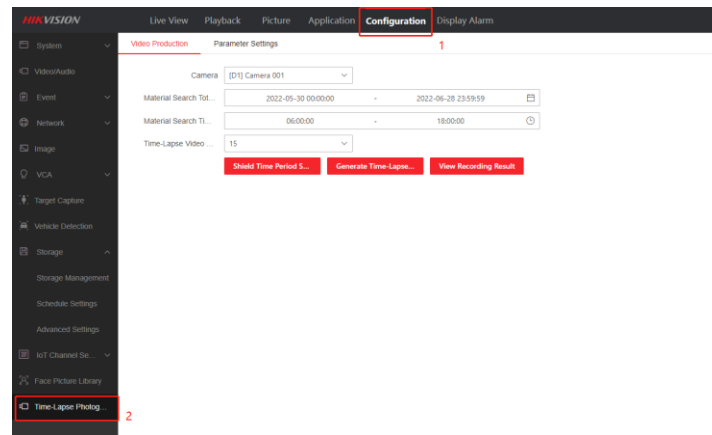 HIKVISION Live View Playback Picture Application Configuration Display Alarm
1
System
Video/Audio
Event
Network
Image
VCA
Target Capture
Vehicle Detection
Storage
Storage Management
Schedule Settings
Advanced Settings
IoT Channel Se...
Face Picture Library
Time-Lapse Photog...
2
Video Production Parameter Settings
Camera [D1] Camera 001
Material Search Tot... 2022-05-30 00:00:00 - 2022-06-28 23:59:59
Material Search Ti... 06:00:00 - 18:00:00
Time-Lapse Video ... 15
Shield Time Period S... Generate Time-Lapse... View Recording Result